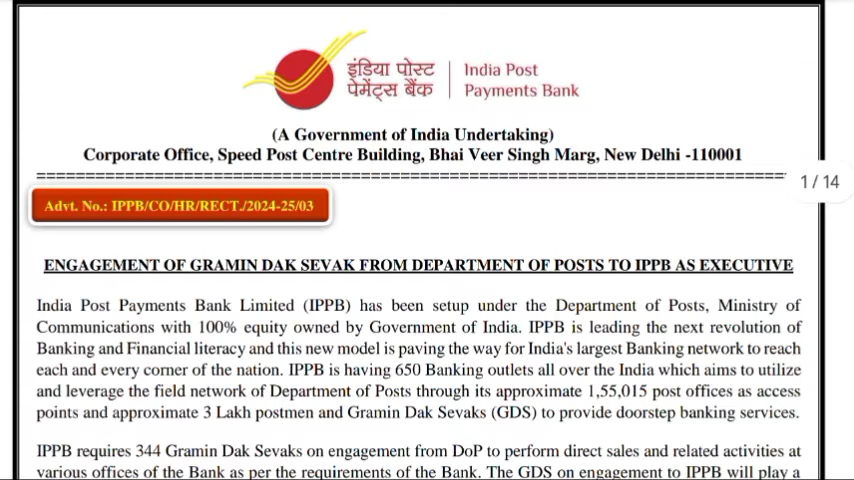 इंडिया पोस्ट
पेमेंट्स बैंक
India Post
Payments Bank
(A Government of India Undertaking)
Corporate Office, Speed Post Centre Building, Bhai Veer Singh Marg, New Delhi -110001
1 / 14
Advt. No.: IPPB/CO/HR/RECT./2024-25/03
ENGAGEMENT OF GRAMIN DAK SEVAK FROM DEPARTMENT OF POSTS TO IPPB AS EXECUTIVE
India Post Payments Bank Limited (IPPB) has been setup under the Department of Posts, Ministry of
Communications with 100% equity owned by Government of India. IPPB is leading the next revolution of
Banking and Financial literacy and this new model is paving the way for India's largest Banking network to reach
each and every corner of the nation. IPPB is having 650 Banking outlets all over the India which aims to utilize
and leverage the field network of Department of Posts through its approximate 1,55,015 post offices as access
points and approximate 3 Lakh postmen and Gramin Dak Sevaks (GDS) to provide doorstep banking services.
IPPB requires 344 Gramin Dak Sevaks on engagement from DoP to perform direct sales and related activities at
various offices of the Bank as per the requirements of the Bank. The GDS on engagement to IPPB will play a